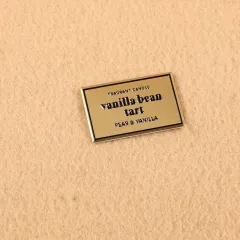 "FRAGRANT CANDLE"
vanilla bean
tart
PEAR & VANILLA